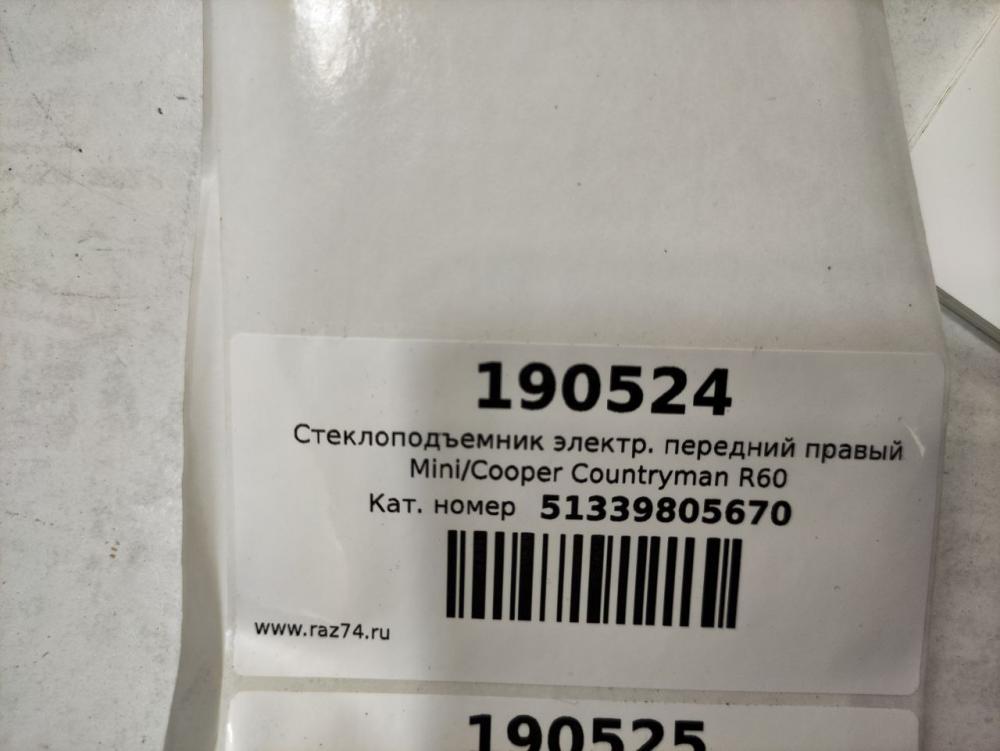 190524
Стеклоподъемник электр. передний правый
Mini/Cooper Countryman R60
Кат. номер 51339805670
www.raz74.ru
190525